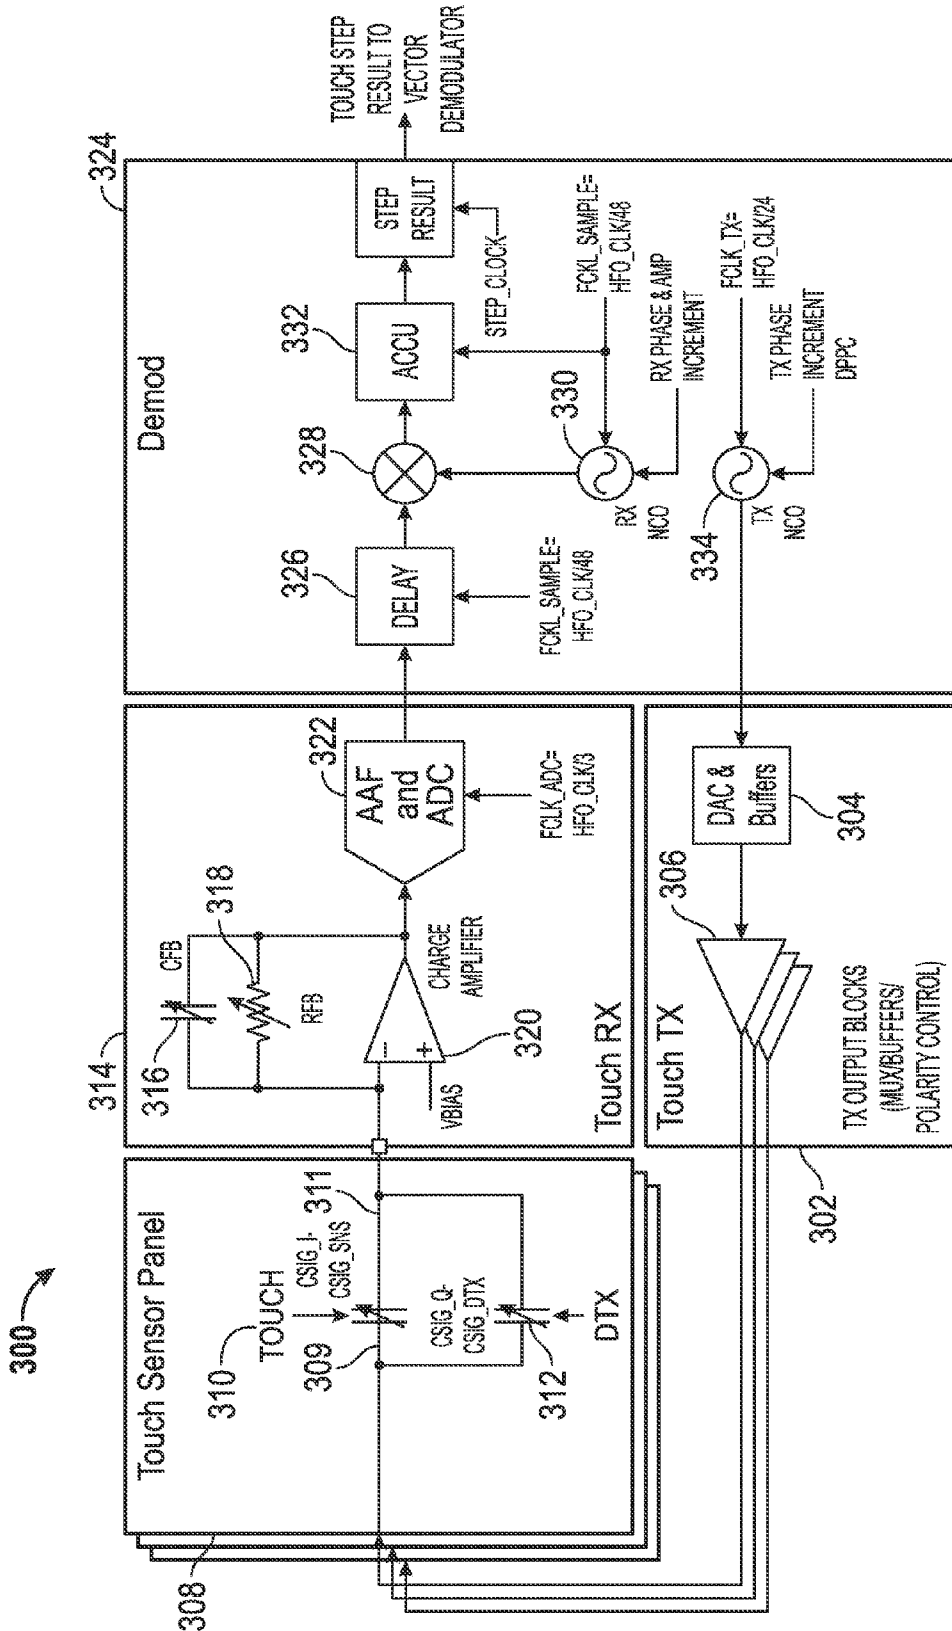 300
308
Touch Sensor Panel
310
TOUCH
309
CSIG_I-
CSIG_SNS
311
CSIG_Q-
CSIG_DTX
312
DTX
314
316
CFB
318
RFB
−
+
VBIAS
320
CHARGE
AMPLIFIER
322
AAF
and
ADC
FCLK_ADC=
HFO_CLK/3
Touch RX
Touch TX
302
TX OUTPUT BLOCKS
(MUX/BUFFERS/
POLARITY CONTROL)
306
DAC &
Buffers
304
324
Demod
326
DELAY
FCKL_SAMPLE=
HFO_CLK/48
328
332
ACCU
STEP
RESULT
STEP_CLOCK
TOUCH STEP
RESULT TO
VECTOR
DEMODULATOR
330
RX
NCO
FCKL_SAMPLE=
HFO_CLK/48
RX PHASE & AMP
INCREMENT
334
TX
NCO
FCLK_TX=
HFO_CLK/24
TX PHASE
INCREMENT
DPPC